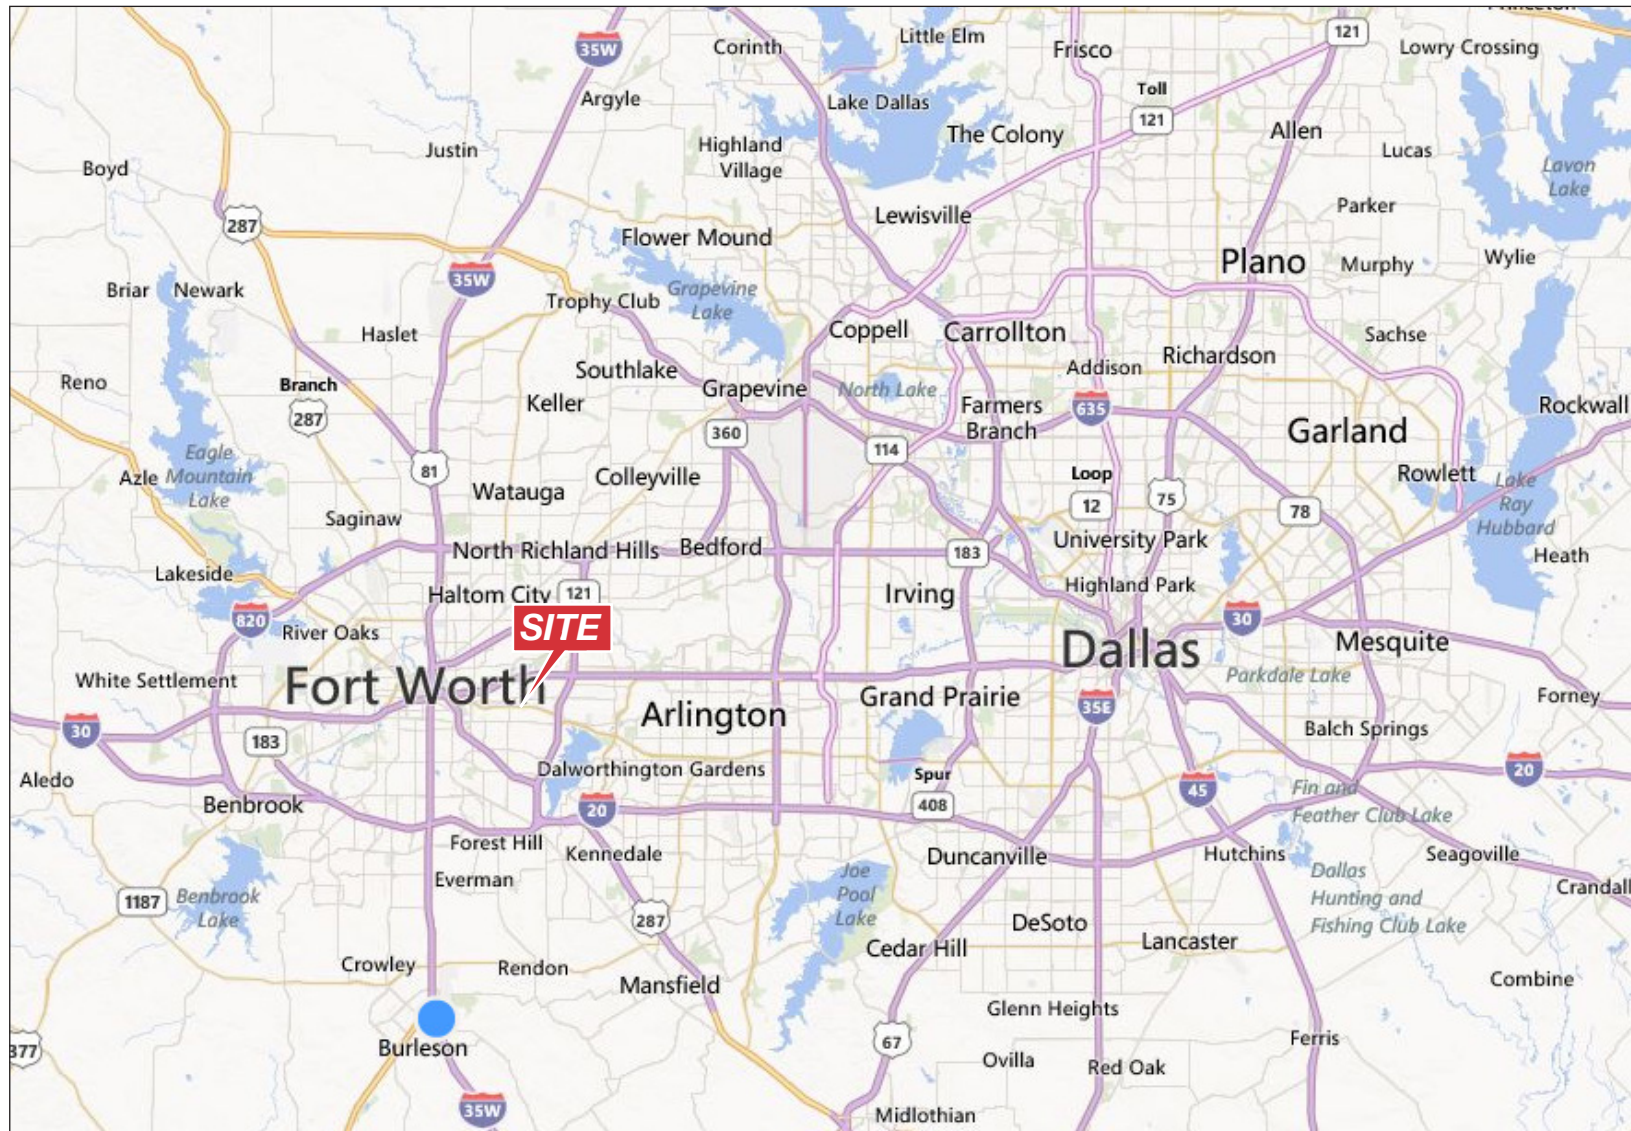 Princeton
121
Little Elm
Corinth
Frisco
Lowry Crossing
35W
Argyle
Lake Dallas
Toll
121
The Colony
Allen
Justin
Highland
Village
Lucas
Boyd
Lavon
Lake
Parker
Lewisville
287
Flower Mound
Plano
Murphy
Wylie
35W
Briar
Newark
Trophy Club
Grapevine
Lake
Haslet
Coppell
Carrollton
Sachse
Richardson
Addison
Southlake
Reno
Branch
287
Grapevine
North Lake
Keller
Farmers
Branch
635
Rockwall
Garland
360
114
81
Eagle
Mountain
Lake
Azle
Colleyville
Watauga
Loop
12
75
Rowlett
78
Lake
Ray
Hubbard
Saginaw
North Richland Hills
Bedford
183
University Park
Heath
Lakeside
Haltom City
121
Irving
Highland Park
820
SITE
River Oaks
30
Mesquite
Dallas
White Settlement
Fort Worth
Parkdale Lake
Grand Prairie
Forney
Arlington
35E
30
183
Balch Springs
Dalworthington Gardens
Spur
408
20
Aledo
Benbrook
20
45
Fin and
Feather Club Lake
Forest Hill
Kennedale
Duncanville
Hutchins
Seagoville
Everman
Joe
Pool
Lake
Dallas
Hunting and
Fishing Club Lake
Crandall
1187
Benbrook
Lake
287
DeSoto
Cedar Hill
Lancaster
Crowley
Rendon
Mansfield
Combine
Glenn Heights
Burleson
377
67
Ferris
Ovilla
Red Oak
35W
Midlothian